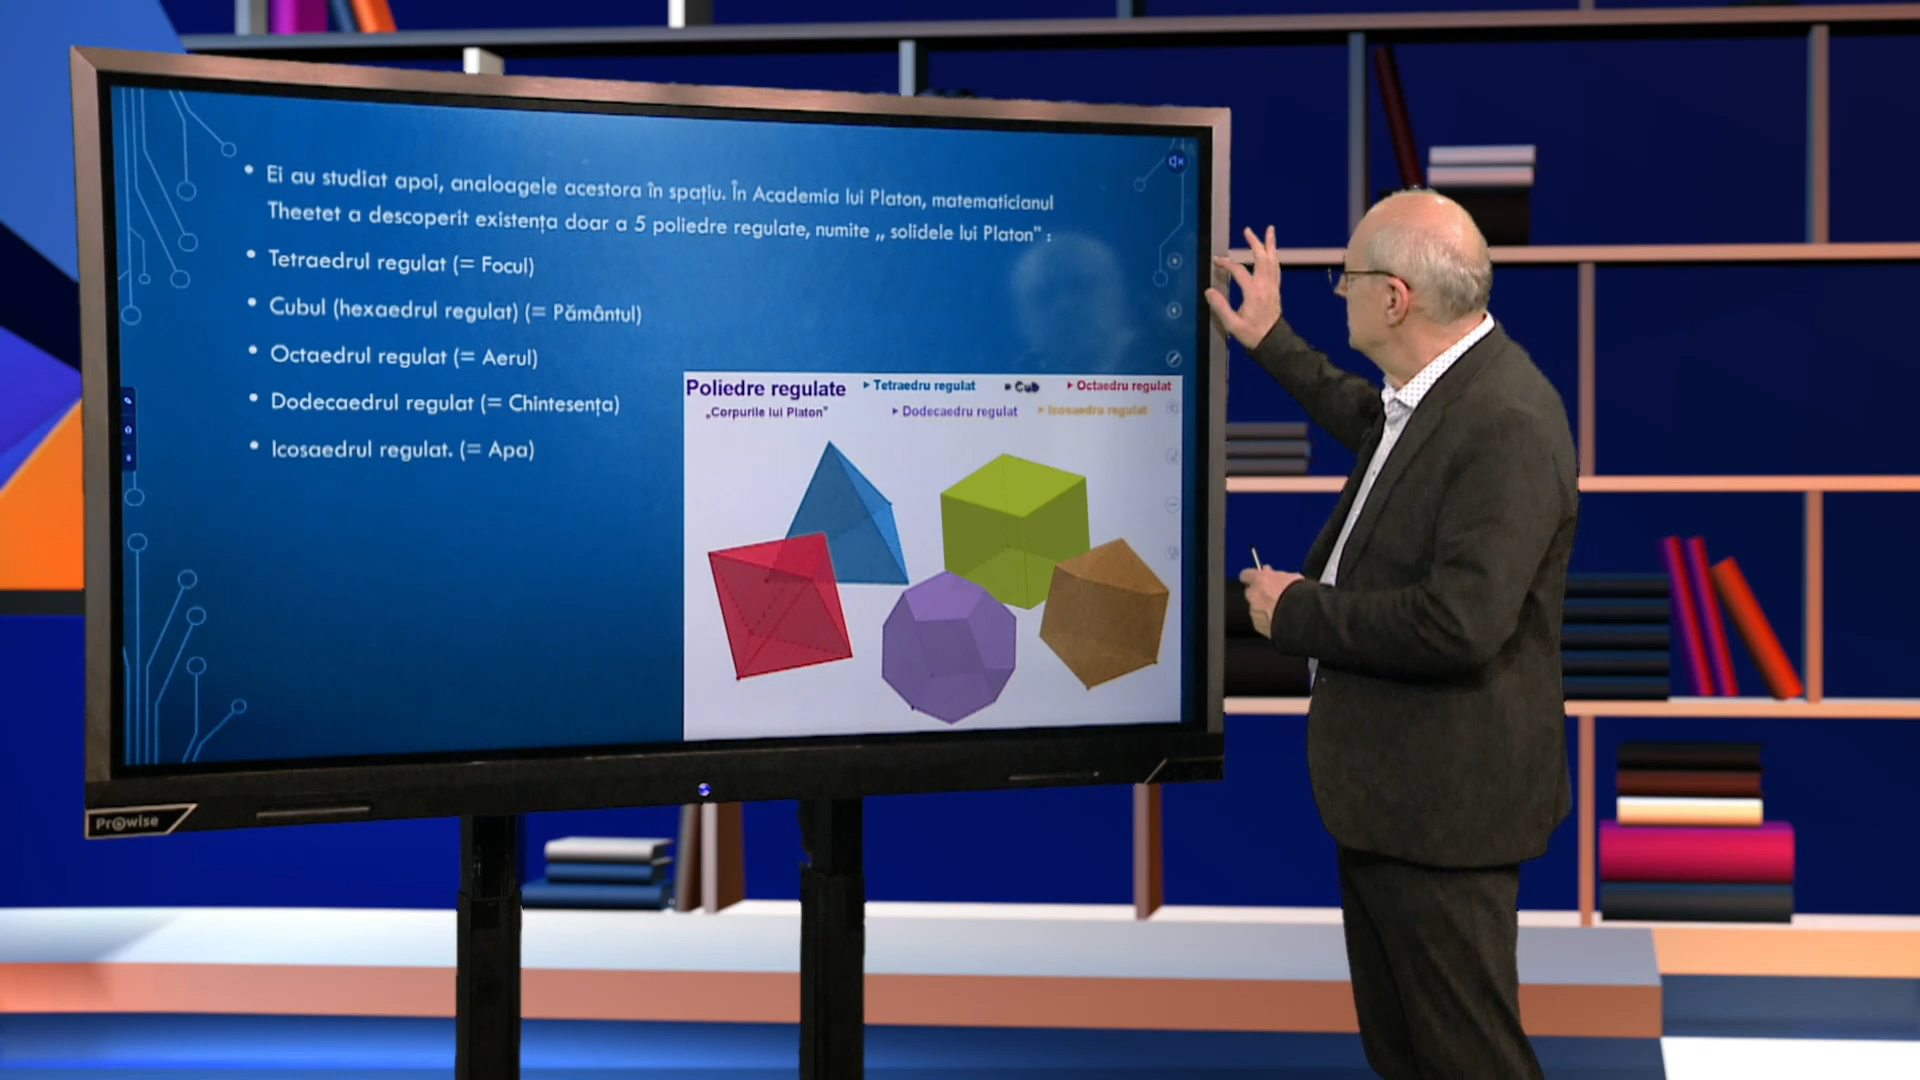 • Ei au studiat apoi, analoagele acestora în spațiu. În Academia lui Platon, matematicianul
Theetet a descoperit existența doar a 5 poliedre regulate, numite „ solidele lui Platon" :
• Tetraedrul regulat (= Focul)
• Cubul (hexaedrul regulat) (= Pământul)
• Octaedrul regulat (= Aerul)
• Dodecaedrul regulat (= Chintesența)
• Icosaedrul regulat. (= Apa)
Poliedre regulate
„Corpurile lui Platon"
Tetraedru regulat
Cub
Octaedru regulat
Dodecaedru regulat
Icosaedru regulat
Prowise